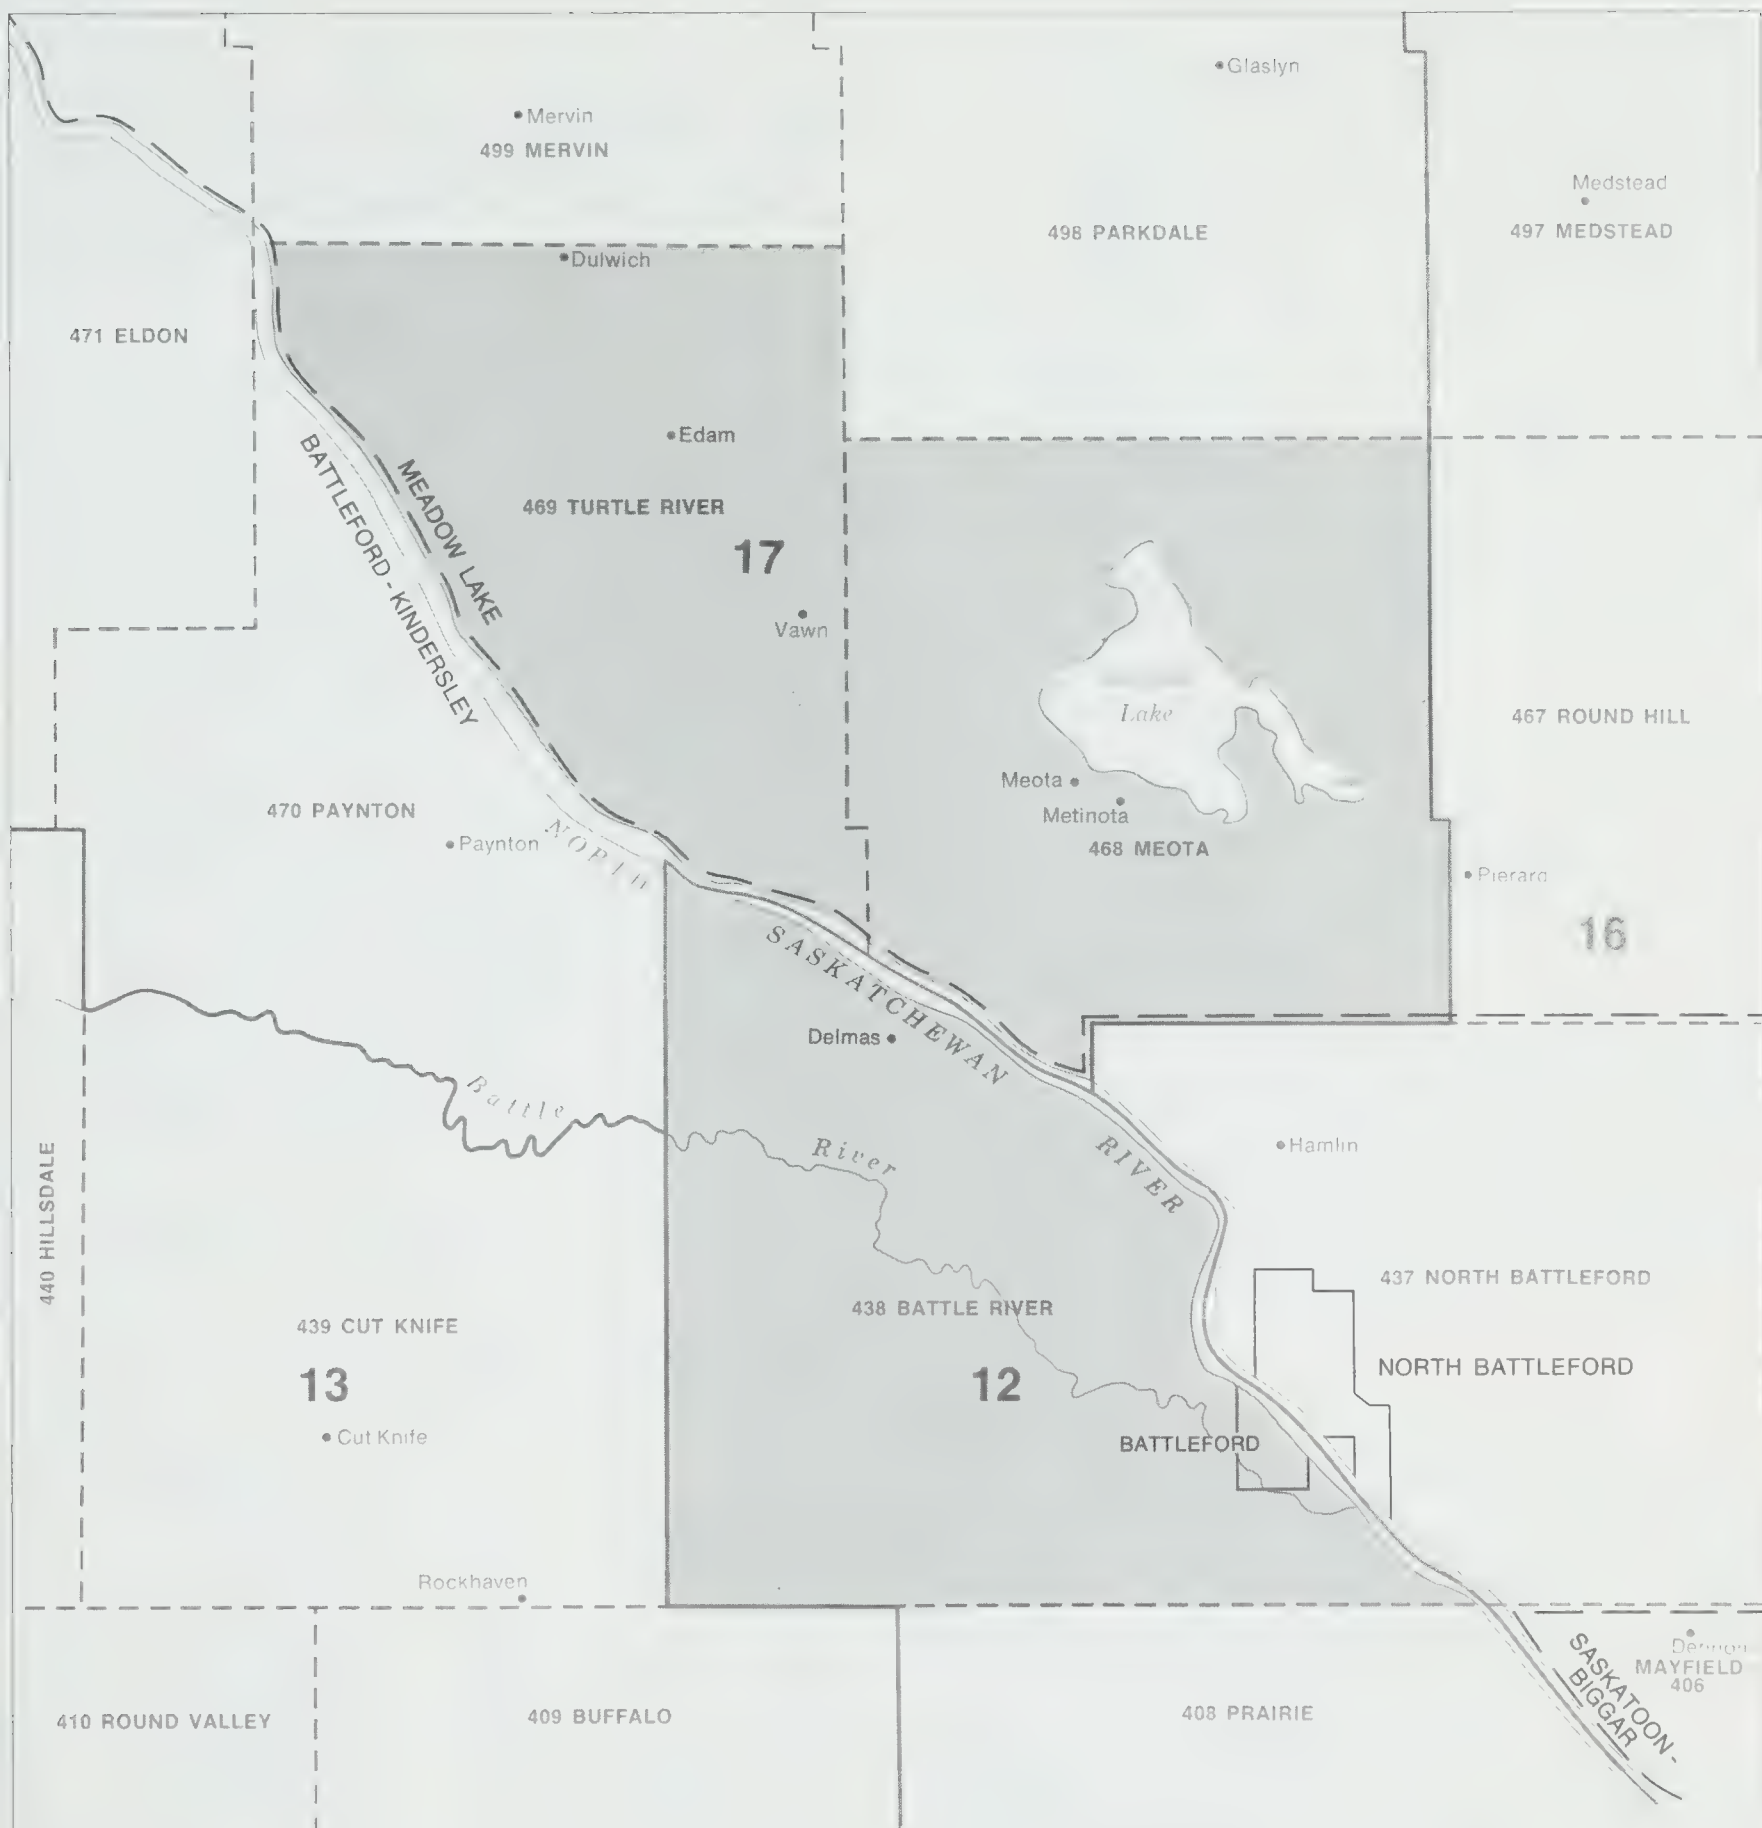 Glaslyn
Mervin
499 MERVIN
Medstead
498 PARKDALE
497 MEDSTEAD
Dulwich
471 ELDON
Edam
MEADOW LAKE
BATTLEFORD - KINDERSLEY
469 TURTLE RIVER
17
Vawn
Lake
467 ROUND HILL
Meota
Metinota
470 PAYNTON
Paynton
NORTH
468 MEOTA
16
SASKATCHEWAN
Delmas
Battle
River
RIVER
Hamlin
440 HILLSDALE
437 NORTH BATTLEFORD
438 BATTLE RIVER
439 CUT KNIFE
NORTH BATTLEFORD
13
12
Cut Knife
BATTLEFORD
Rockhaven
SASKATOON -
BIGGAR
MAYFIELD
406
410 ROUND VALLEY
409 BUFFALO
408 PRAIRIE